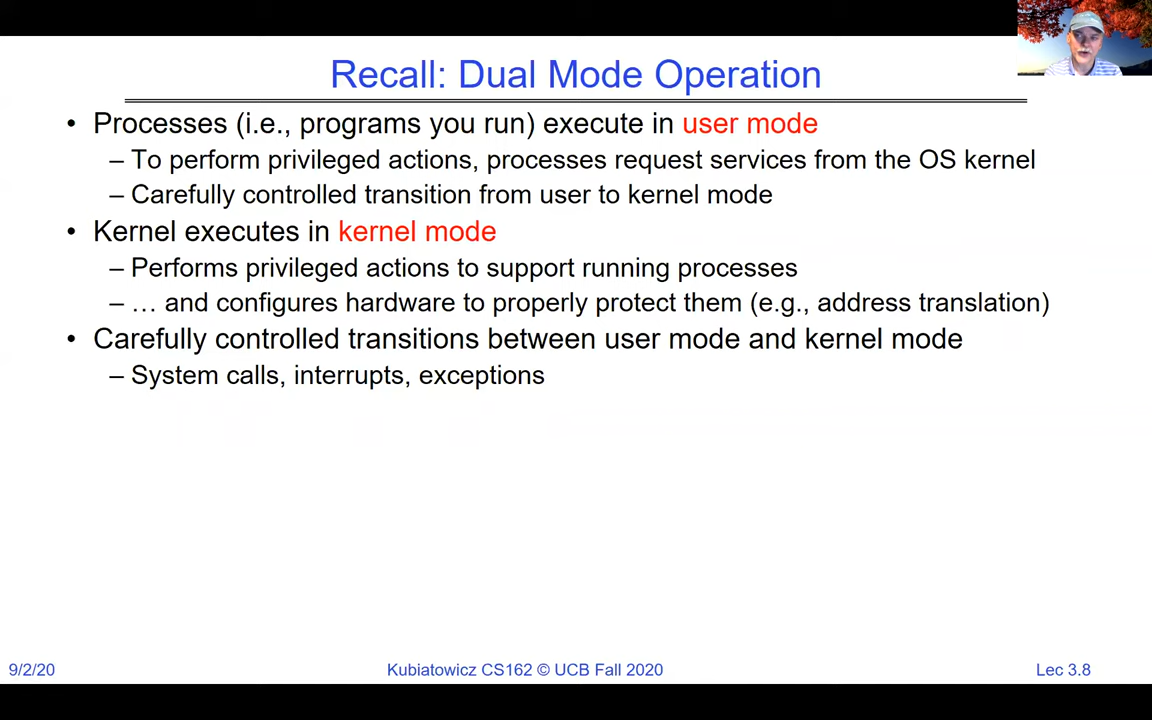 Recall: Dual Mode Operation
• Processes (i.e., programs you run) execute in user mode
– To perform privileged actions, processes request services from the OS kernel
– Carefully controlled transition from user to kernel mode
• Kernel executes in kernel mode
– Performs privileged actions to support running processes
– … and configures hardware to properly protect them (e.g., address translation)
• Carefully controlled transitions between user mode and kernel mode
– System calls, interrupts, exceptions
9/2/20
Kubiatowicz CS162 © UCB Fall 2020
Lec 3.8